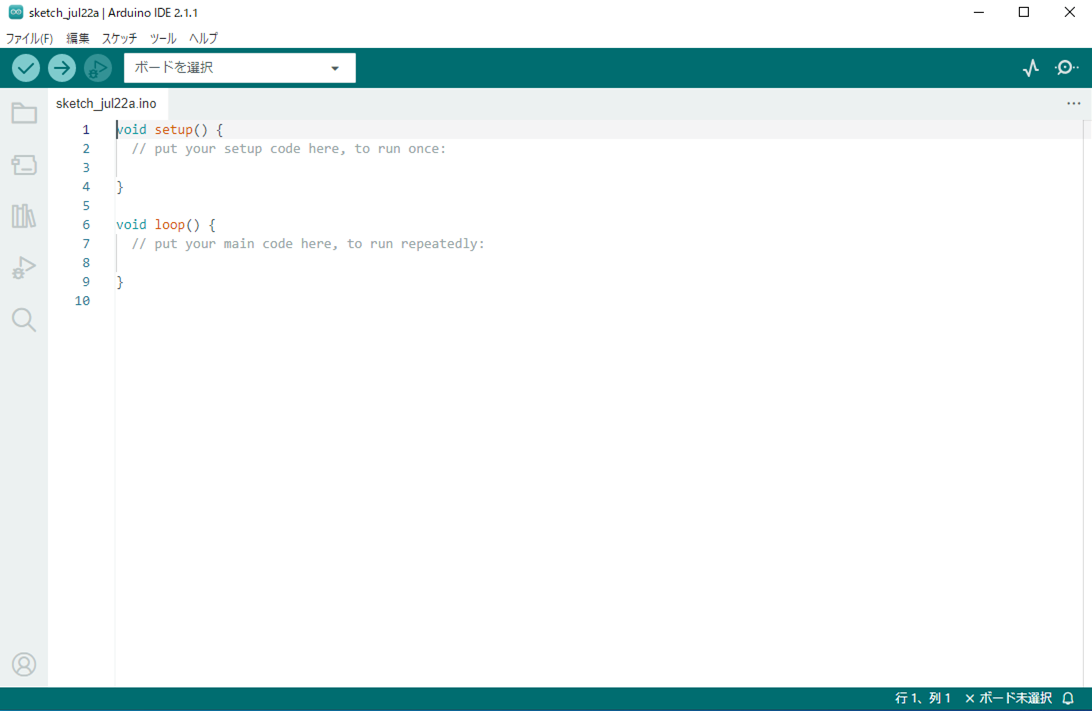 sketch_jul22a | Arduino IDE 2.1.1
ファイル(F) 編集 スケッチ ツール ヘルプ
ボードを選択
sketch_jul22a.ino
1 void setup() {
2 // put your setup code here, to run once:
3
4 }
5
6 void loop() {
7 // put your main code here, to run repeatedly:
8
9 }
10
行 1、列 1 × ボード未選択